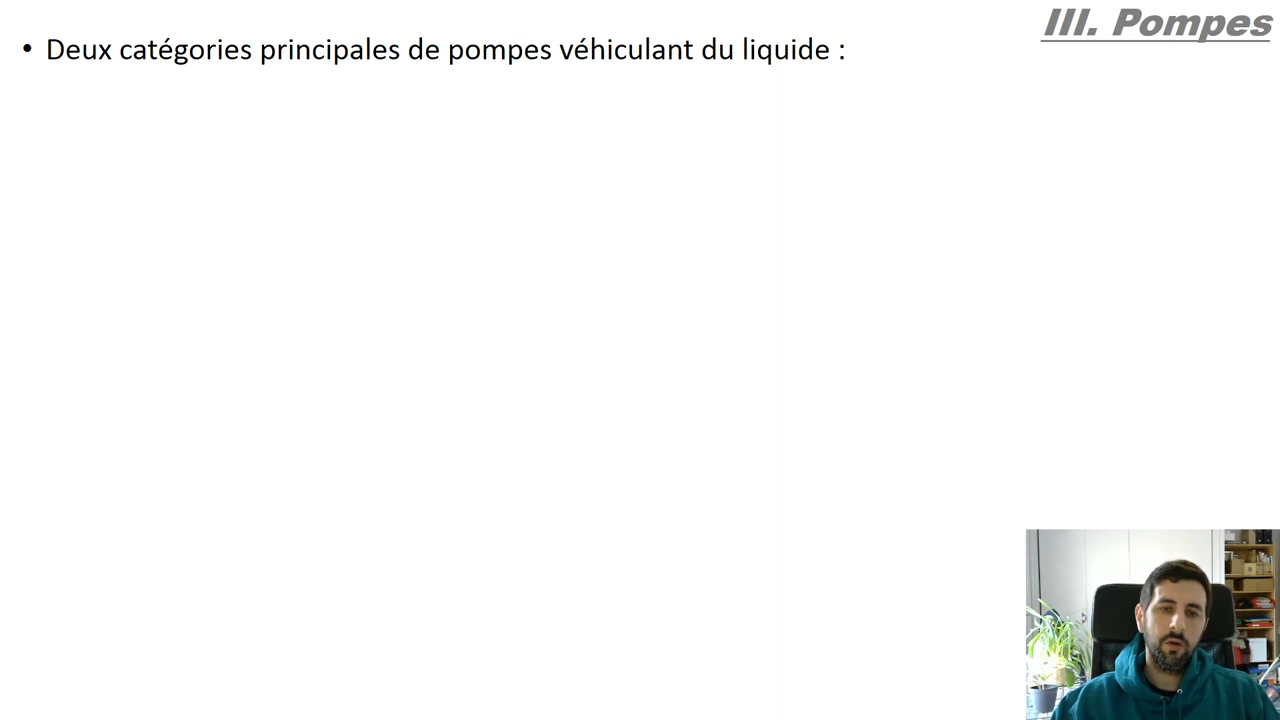 III. Pompes
• Deux catégories principales de pompes véhiculant du liquide :